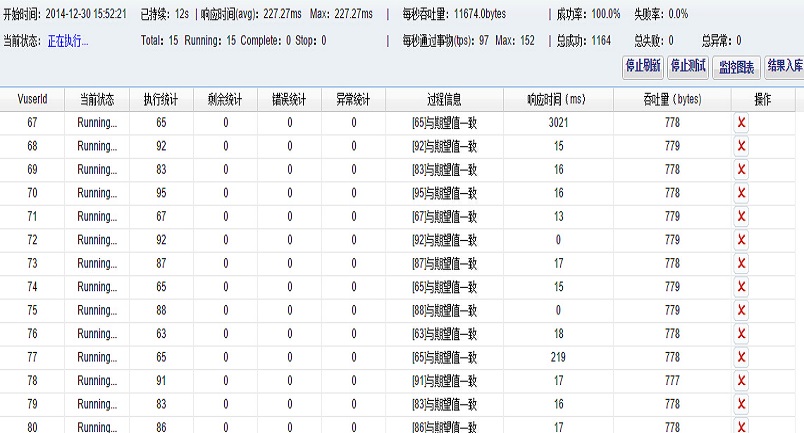 开始时间: 2014-12-30 15:52:21 已持续: 12s | 响应时间(avg): 227.27ms Max: 227.27ms | 每秒吞吐量: 11674.0bytes | 成功率: 100.0% 失败率: 0.0%
当前状态: 正在执行... Total: 15 Running: 15 Complete: 0 Stop: 0 | 每秒通过事物(tps): 97 Max: 152 | 总成功: 1164 总失败: 0 总异常: 0
停止刷新 停止测试 监控图表 结果入库
VuserId 当前状态 执行统计 剩余统计 错误统计 异常统计 过程信息 响应时间（ms） 吞吐量（bytes) 操作
67 Running... 65 0 0 0 [65]与期望值一致 3021 778
68 Running... 92 0 0 0 [92]与期望值一致 15 779
69 Running... 83 0 0 0 [83]与期望值一致 16 778
70 Running... 95 0 0 0 [95]与期望值一致 16 778
71 Running... 67 0 0 0 [67]与期望值一致 13 779
72 Running... 92 0 0 0 [92]与期望值一致 0 779
73 Running... 87 0 0 0 [87]与期望值一致 17 778
74 Running... 65 0 0 0 [65]与期望值一致 15 779
75 Running... 88 0 0 0 [88]与期望值一致 0 779
76 Running... 63 0 0 0 [63]与期望值一致 18 778
77 Running... 65 0 0 0 [65]与期望值一致 219 778
78 Running... 91 0 0 0 [91]与期望值一致 17 777
79 Running... 83 0 0 0 [83]与期望值一致 16 778
80 Running... 86 0 0 0 [86]与期望值一致 17 778